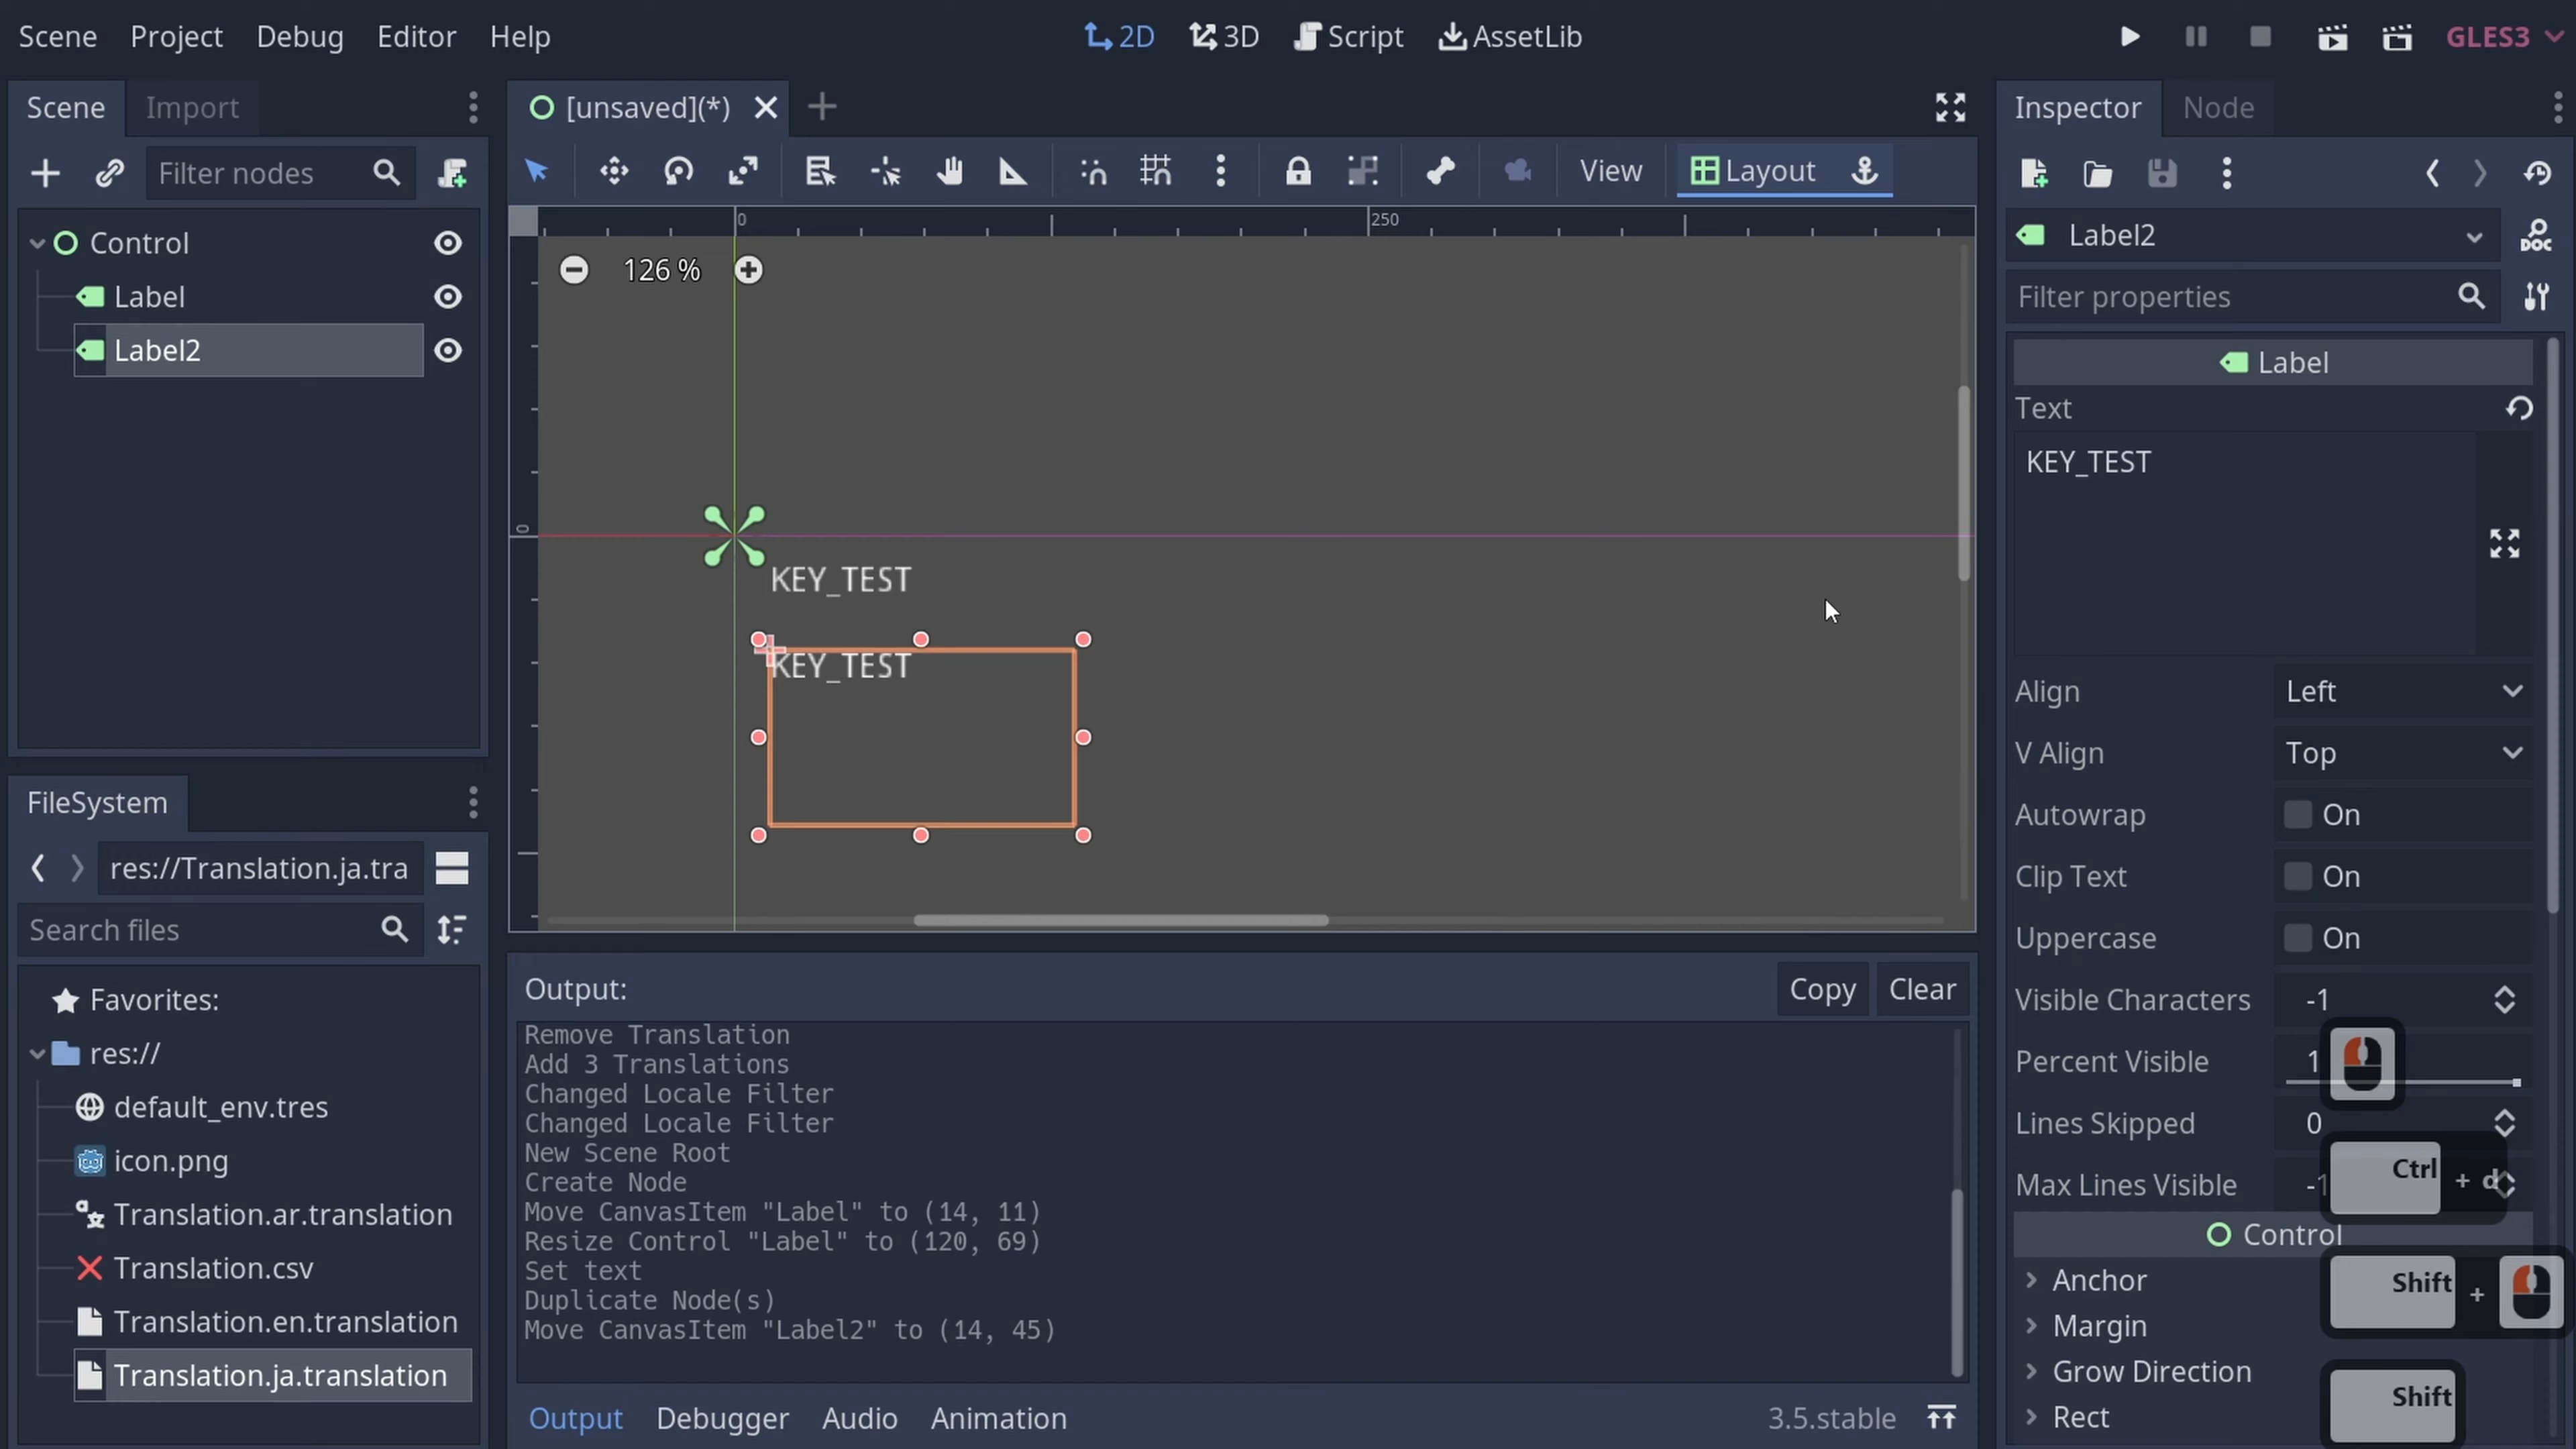 Scene Project Debug Editor Help
2D 3D Script AssetLib
GLES3
Scene Import
Filter nodes
Control
Label
Label2
FileSystem
res://Translation.ja.tra
Search files
Favorites:
res://
default_env.tres
icon.png
Translation.ar.translation
Translation.csv
Translation.en.translation
Translation.ja.translation
[unsaved](*)
View Layout
0 250
126 %
0
KEY_TEST
KEY_TEST
Output: Copy Clear
Remove Translation
Add 3 Translations
Changed Locale Filter
Changed Locale Filter
New Scene Root
Create Node
Move CanvasItem "Label" to (14, 11)
Resize Control "Label" to (120, 69)
Set text
Duplicate Node(s)
Move CanvasItem "Label2" to (14, 45)
Output Debugger Audio Animation 3.5.stable
Inspector Node
Label2
DOC
Filter properties
Label
Text
KEY_TEST
Align Left
V Align Top
Autowrap On
Clip Text On
Uppercase On
Visible Characters -1
Percent Visible 1
Lines Skipped 0
Max Lines Visible -1
Ctrl + d
Control
Anchor
Shift +
Margin
Grow Direction
Shift
Rect